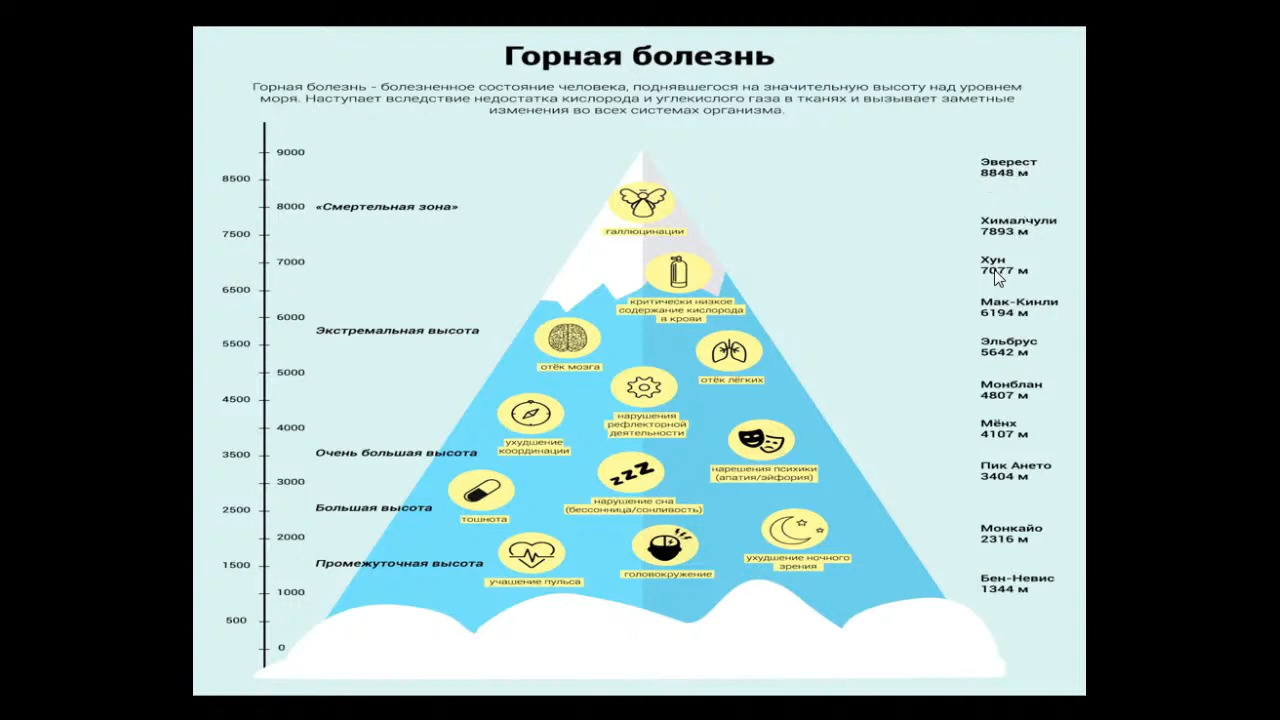 Горная болезнь
Горная болезнь - болезненное состояние человека, поднявшегося на значительную высоту над уровнем
моря. Наступает вследствие недостатка кислорода и углекислого газа в тканях и вызывает заметные
изменения во всех системах организма.
9000
8500
8000
7500
7000
6500
6000
5500
5000
4500
4000
3500
3000
2500
2000
1500
1000
500
0
«Смертельная зона»
Экстремальная высота
Очень большая высота
Большая высота
Промежуточная высота
галлюцинации
критически низкое
содержание кислорода
в крови
отёк мозга
отёк лёгких
нарушения
рефлекторной
деятельности
ухудшение
координации
нарешения психики
(апатия/эйфория)
нарушение сна
(бессонница/сонливость)
тошнота
ухудшение ночного
зрения
головокружение
учашение пульса
Эверест
8848 м
Хималчули
7893 м
Хун
7077 м
Мак-Кинли
6194 м
Эльбрус
5642 м
Монблан
4807 м
Мёнх
4107 м
Пик Ането
3404 м
Монкайо
2316 м
Бен-Невис
1344 м